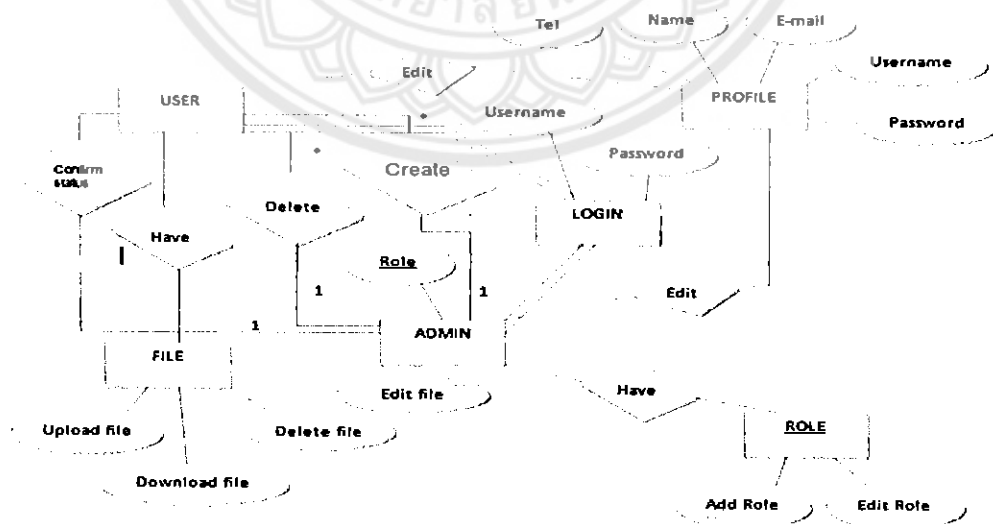 Tel
Name
E-mail
Edit
Username
USER
Username
PROFILE
Password
Confirm
status
Create
Password
Delete
LOGIN
Have
Role
1
1
Edit
1
ADMIN
FILE
Edit file
Have
Upload file
Delete file
ROLE
Download file
Add Role
Edit Role